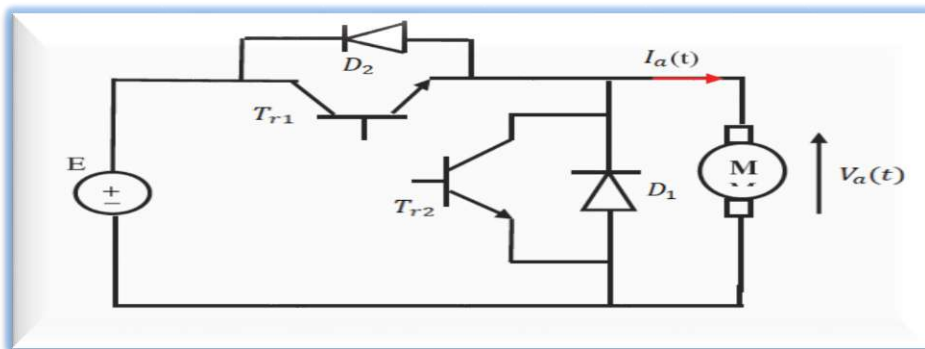 D₂
Iₐ(t)
Tᵣ₁
E
+
−
Tᵣ₂
D₁
M
Vₐ(t)